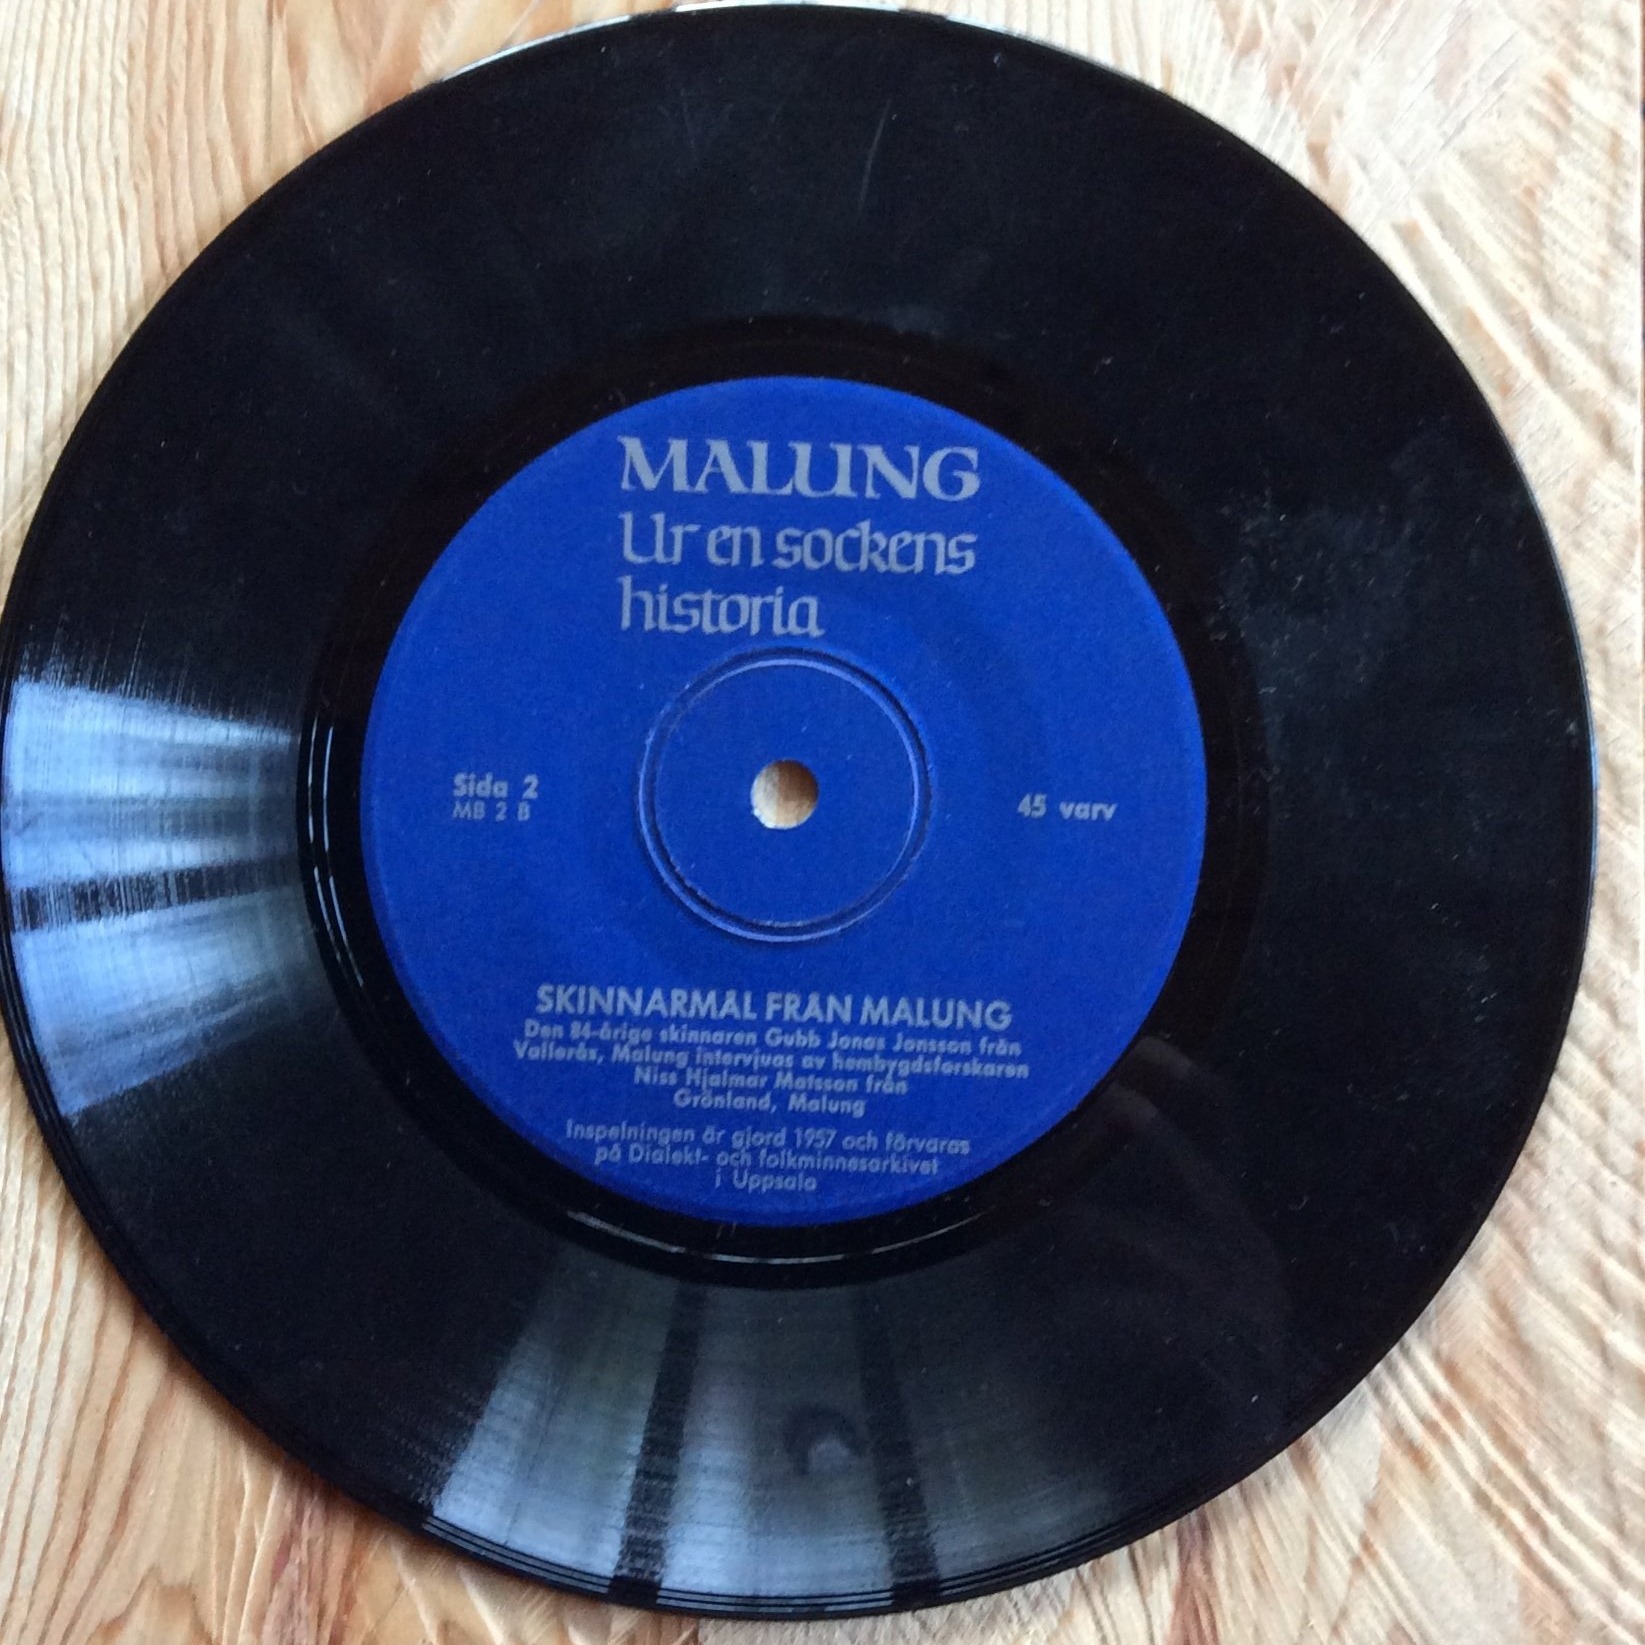 MALUNG
Ur en sockens
historia
Sida 2
MB 2 B
45 varv
SKINNARMÅL FRÅN MALUNG
Den 84-årige skinnaren Gubb Jonas Jonsson från
Vallerås, Malung intervjuas av hembygdsforskaren
Niss Hjalmar Matsson från
Grönland, Malung
Inspelningen är gjord 1957 och förvaras
på Dialekt- och folkminnesarkivet
i Uppsala